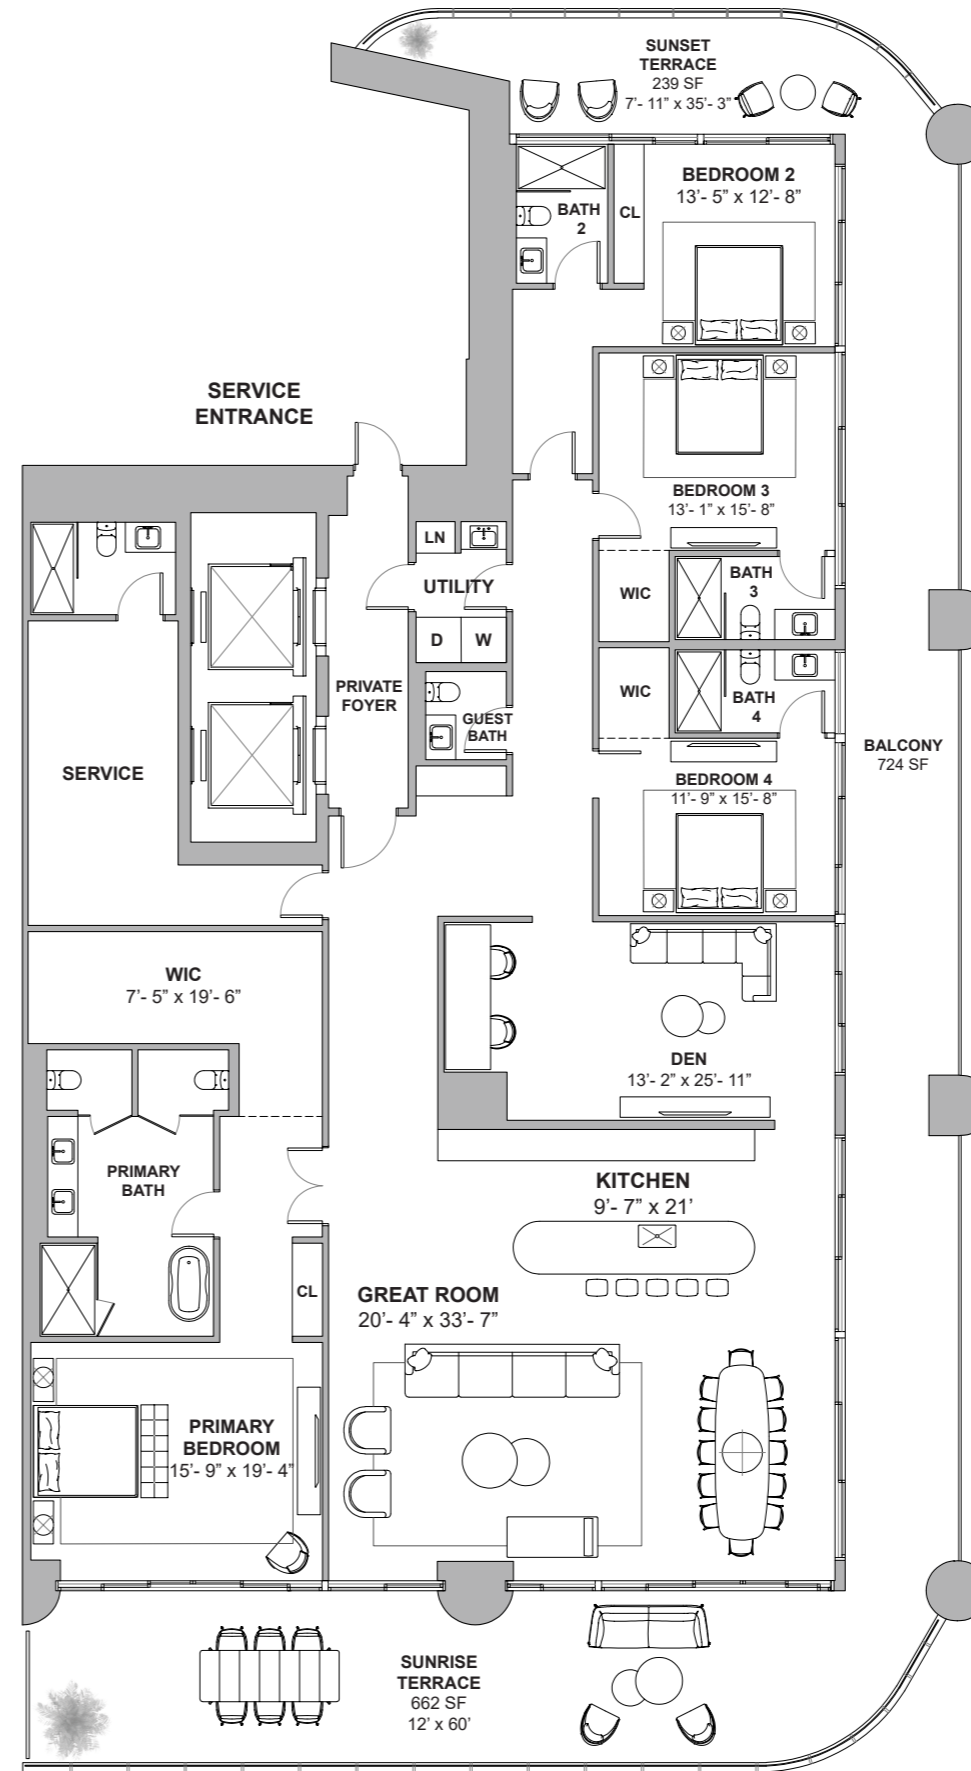 SUNSET
TERRACE
239 SF
7'- 11” x 35'- 3”
BEDROOM 2
13'- 5” x 12'- 8”
BATH
2
CL
SERVICE
ENTRANCE
BEDROOM 3
13'- 1” x 15'- 8”
LN
UTILITY
D
W
WIC
BATH
3
PRIVATE
FOYER
GUEST
BATH
WIC
BATH
4
SERVICE
BEDROOM 4
11'- 9” x 15'- 8”
BALCONY
724 SF
WIC
7'- 5” x 19'- 6”
DEN
13'- 2” x 25'- 11”
PRIMARY
BATH
KITCHEN
9'- 7” x 21'
CL
GREAT ROOM
20'- 4” x 33'- 7”
PRIMARY
BEDROOM
15'- 9” x 19'- 4”
SUNRISE
TERRACE
662 SF
12' x 60'